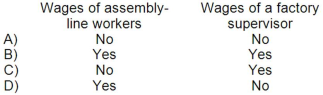 Wages of assembly- Wages of a factory
line workers supervisor
A) No No
B) Yes Yes
C) No Yes
D) Yes No